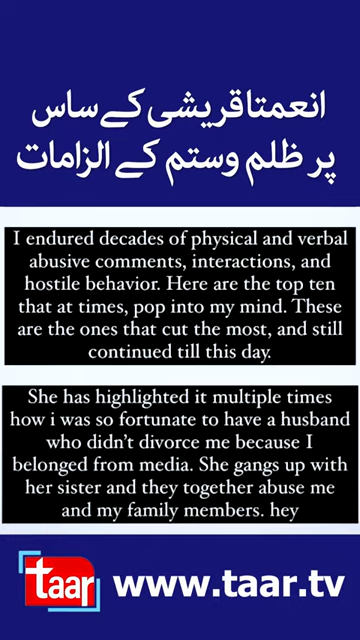 انعمتا قریشی کے ساس
پر ظلم وستم کے الزامات
I endured decades of physical and verbal
abusive comments, interactions, and
hostile behavior. Here are the top ten
that at times, pop into my mind. These
are the ones that cut the most, and still
continued till this day.
She has highlighted it multiple times
how i was so fortunate to have a husband
who didn't divorce me because I
belonged from media. She gangs up with
her sister and they together abuse me
and my family members. hey
taar www.taar.tv